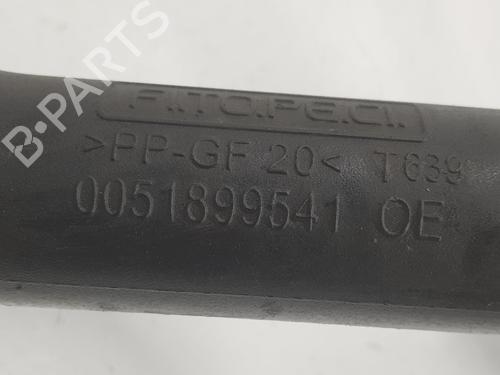 B-PARTS
F.I.T.O.P.E.C.I.
>PP-GF 20< T639
0051899541 OE